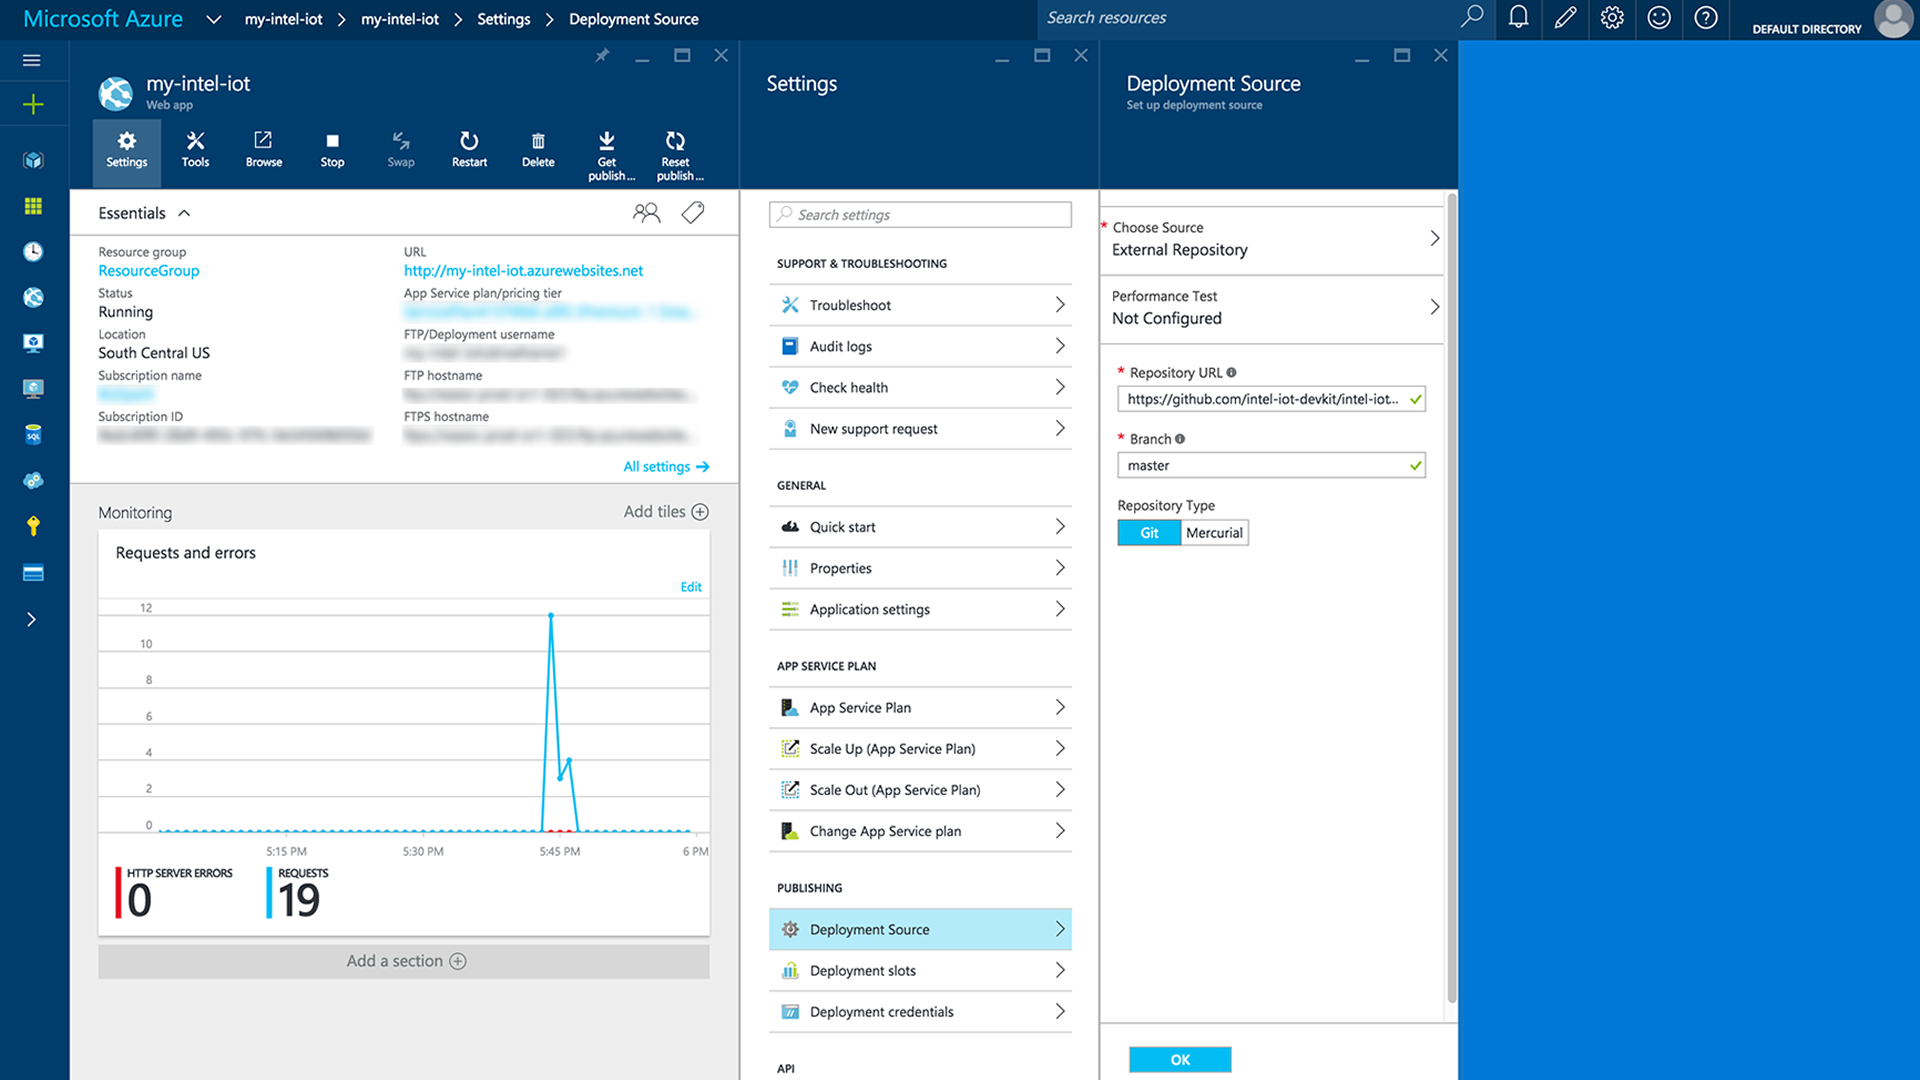 Microsoft Azure
my-intel-iot
my-intel-iot
Settings
Deployment Source
Search resources
DEFAULT DIRECTORY
my-intel-iot
Web app
Settings
Tools
Browse
Stop
Swap
Restart
Delete
Get publish...
Reset publish...
Essentials
Resource group
ResourceGroup
Status
Running
Location
South Central US
Subscription name
Subscription ID
URL
http://my-intel-iot.azurewebsites.net
App Service plan/pricing tier
FTP/Deployment username
FTP hostname
FTPS hostname
All settings
Monitoring
Add tiles
Requests and errors
Edit
12
10
8
6
4
2
0
5:15 PM
5:30 PM
5:45 PM
6 PM
HTTP SERVER ERRORS
0
REQUESTS
19
Add a section
Settings
Search settings
SUPPORT & TROUBLESHOOTING
Troubleshoot
Audit logs
Check health
New support request
GENERAL
Quick start
Properties
Application settings
APP SERVICE PLAN
App Service Plan
Scale Up (App Service Plan)
Scale Out (App Service Plan)
Change App Service plan
PUBLISHING
Deployment Source
Deployment slots
Deployment credentials
API
Deployment Source
Set up deployment source
* Choose Source
External Repository
Performance Test
Not Configured
* Repository URL
https://github.com/intel-iot-devkit/intel-iot...
* Branch
master
Repository Type
Git
Mercurial
OK